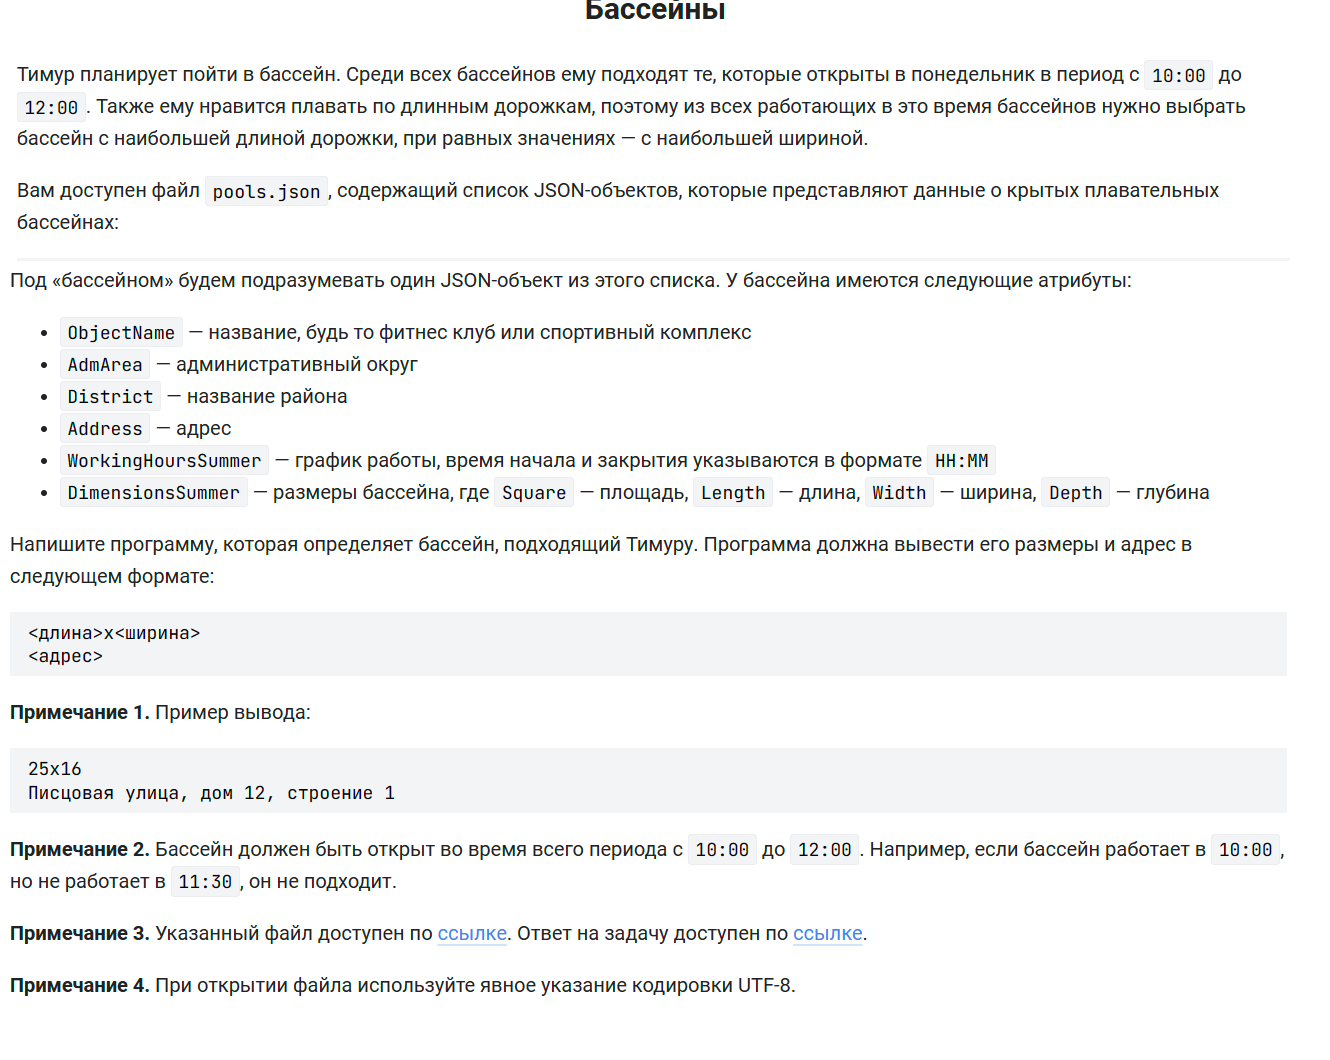 Бассейны
Тимур планирует пойти в бассейн. Среди всех бассейнов ему подходят те, которые открыты в понедельник в период с 10:00 до
12:00. Также ему нравится плавать по длинным дорожкам, поэтому из всех работающих в это время бассейнов нужно выбрать
бассейн с наибольшей длиной дорожки, при равных значениях — с наибольшей шириной.
Вам доступен файл pools.json, содержащий список JSON-объектов, которые представляют данные о крытых плавательных
бассейнах:
Под «бассейном» будем подразумевать один JSON-объект из этого списка. У бассейна имеются следующие атрибуты:
• ObjectName — название, будь то фитнес клуб или спортивный комплекс
• AdmArea — административный округ
• District — название района
• Address — адрес
• WorkingHoursSummer — график работы, время начала и закрытия указываются в формате HH:MM
• DimensionsSummer — размеры бассейна, где Square — площадь, Length — длина, Width — ширина, Depth — глубина
Напишите программу, которая определяет бассейн, подходящий Тимуру. Программа должна вывести его размеры и адрес в
следующем формате:
<длина>x<ширина>
<адрес>
Примечание 1. Пример вывода:
25x16
Писцовая улица, дом 12, строение 1
Примечание 2. Бассейн должен быть открыт во время всего периода с 10:00 до 12:00. Например, если бассейн работает в 10:00,
но не работает в 11:30, он не подходит.
Примечание 3. Указанный файл доступен по ссылке. Ответ на задачу доступен по ссылке.
Примечание 4. При открытии файла используйте явное указание кодировки UTF-8.